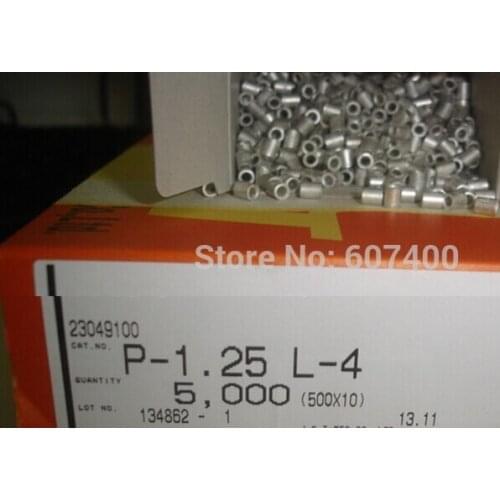 Store No: 607400
23049100
CAT.NO. P-1.25 L-4
QUANTITY 5,000 (500X10)
LOT NO. 134862 - 1 13.11